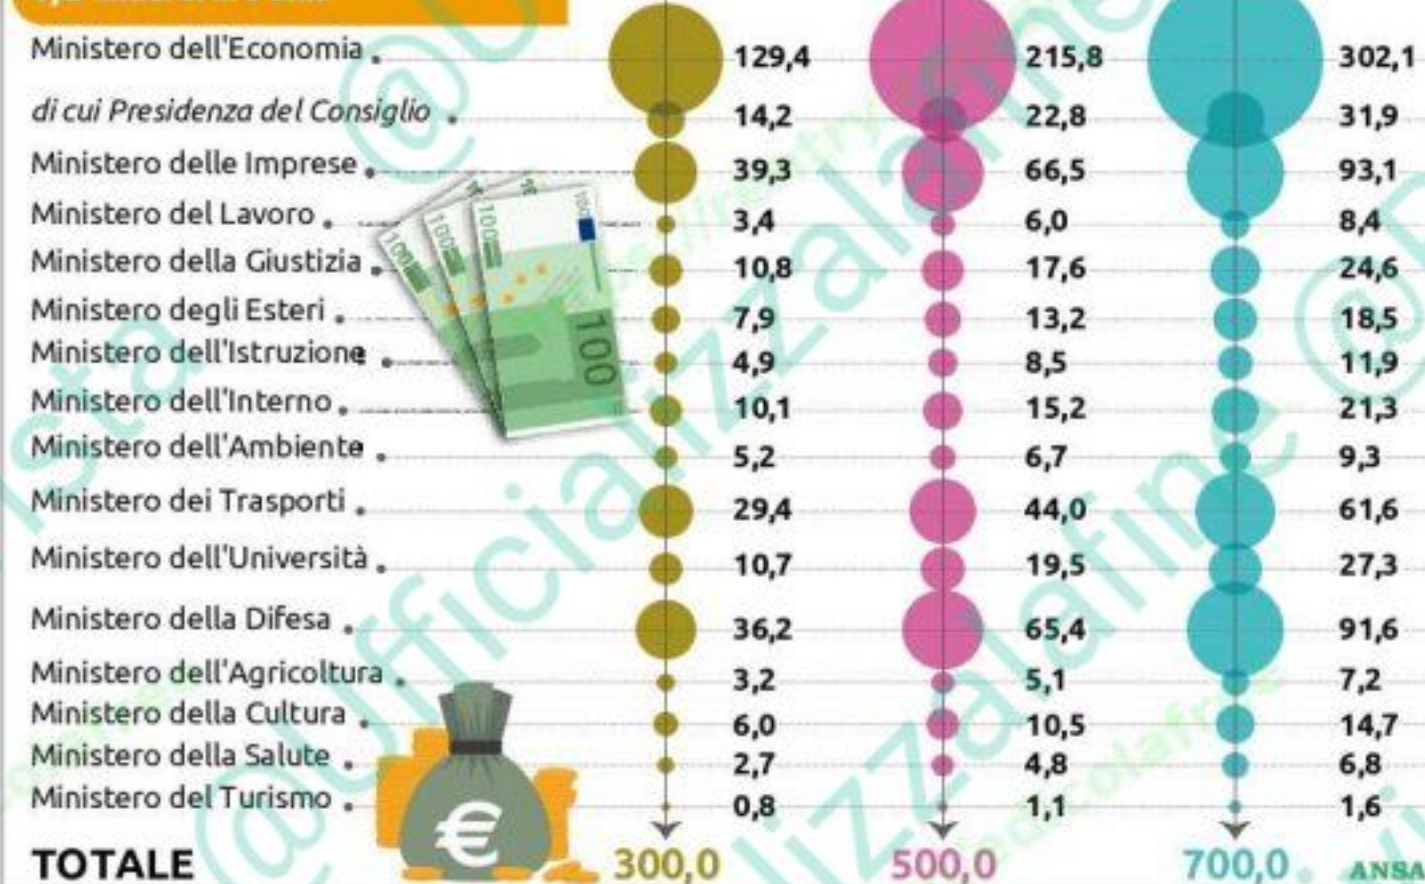 Ministero dell'Economia 129,4 215,8 302,1
di cui Presidenza del Consiglio 14,2 22,8 31,9
Ministero delle Imprese 39,3 66,5 93,1
Ministero del Lavoro 3,4 6,0 8,4
Ministero della Giustizia 10,8 17,6 24,6
Ministero degli Esteri 7,9 13,2 18,5
Ministero dell'Istruzione 4,9 8,5 11,9
Ministero dell'Interno 10,1 15,2 21,3
Ministero dell'Ambiente 5,2 6,7 9,3
Ministero dei Trasporti 29,4 44,0 61,6
Ministero dell'Università 10,7 19,5 27,3
Ministero della Difesa 36,2 65,4 91,6
Ministero dell'Agricoltura 3,2 5,1 7,2
Ministero della Cultura 6,0 10,5 14,7
Ministero della Salute 2,7 4,8 6,8
Ministero del Turismo 0,8 1,1 1,6
TOTALE 300,0 500,0 700,0
100
100
100
100
€